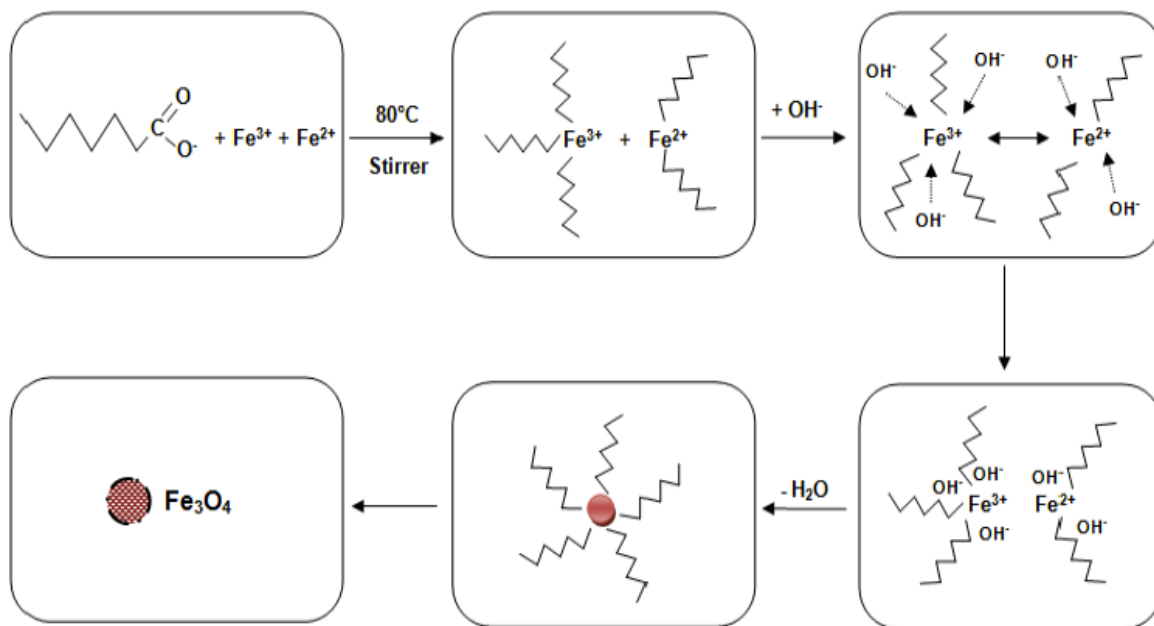 O
C
O-
+ Fe³⁺ + Fe²⁺
80°C
Stirrer
Fe³⁺ + Fe²⁺
+ OH⁻
OH⁻ OH⁻ OH⁻
Fe³⁺ Fe²⁺
OH⁻ OH⁻
Fe₃O₄
- H₂O
OH⁻ OH⁻ OH⁻
Fe³⁺ Fe²⁺
OH⁻ OH⁻